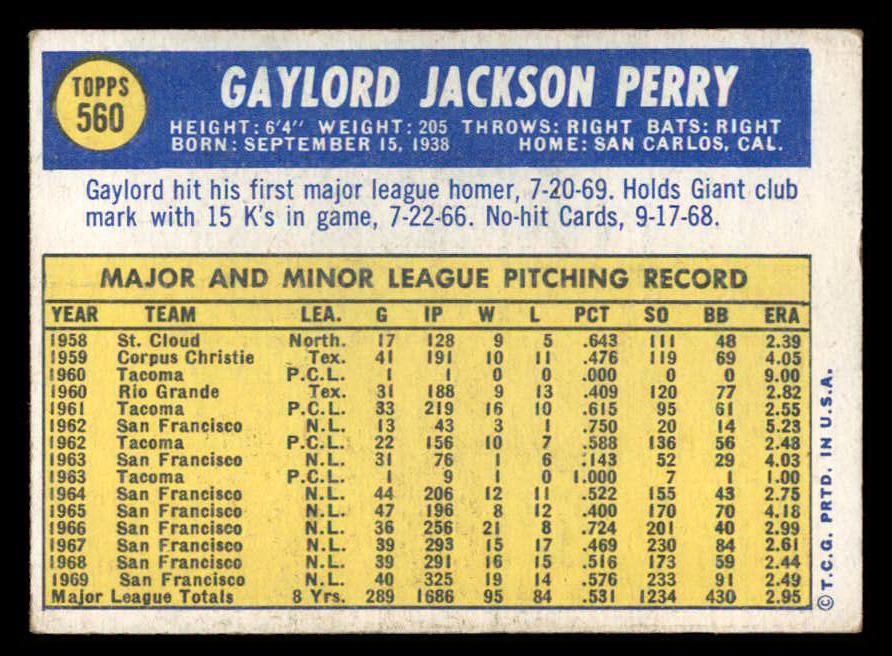 TOPPS
560
GAYLORD JACKSON PERRY
HEIGHT: 6'4" WEIGHT: 205 THROWS: RIGHT BATS: RIGHT
BORN: SEPTEMBER 15, 1938 HOME: SAN CARLOS, CAL.
Gaylord hit his first major league homer, 7-20-69. Holds Giant club
mark with 15 K's in game, 7-22-66. No-hit Cards, 9-17-68.
MAJOR AND MINOR LEAGUE PITCHING RECORD
YEAR TEAM LEA. G IP W L PCT SO BB ERA
1958 St. Cloud North. 17 128 9 5 .643 111 48 2.39
1959 Corpus Christie Tex. 41 191 10 11 .476 119 69 4.05
1960 Tacoma P.C.L. 1 1 0 0 .000 0 0 9.00
1960 Rio Grande Tex. 31 188 9 13 .409 120 77 2.82
1961 Tacoma P.C.L. 33 219 16 10 .615 95 61 2.55
1962 San Francisco N.L. 13 43 3 1 .750 20 14 5.23
1962 Tacoma P.C.L. 22 156 10 7 .588 136 56 2.48
1963 San Francisco N.L. 31 76 1 6 .143 52 29 4.03
1963 Tacoma P.C.L. 1 9 1 0 1.000 7 1 1.00
1964 San Francisco N.L. 44 206 12 11 .522 155 43 2.75
1965 San Francisco N.L. 47 196 8 12 .400 170 70 4.18
1966 San Francisco N.L. 36 256 21 8 .724 201 40 2.99
1967 San Francisco N.L. 39 293 15 17 .469 230 84 2.61
1968 San Francisco N.L. 39 291 16 15 .516 173 59 2.44
1969 San Francisco N.L. 40 325 19 14 .576 233 91 2.49
Major League Totals 8 Yrs. 289 1686 95 84 .531 1234 430 2.95
© T.C.G. PRTD. IN U.S.A.